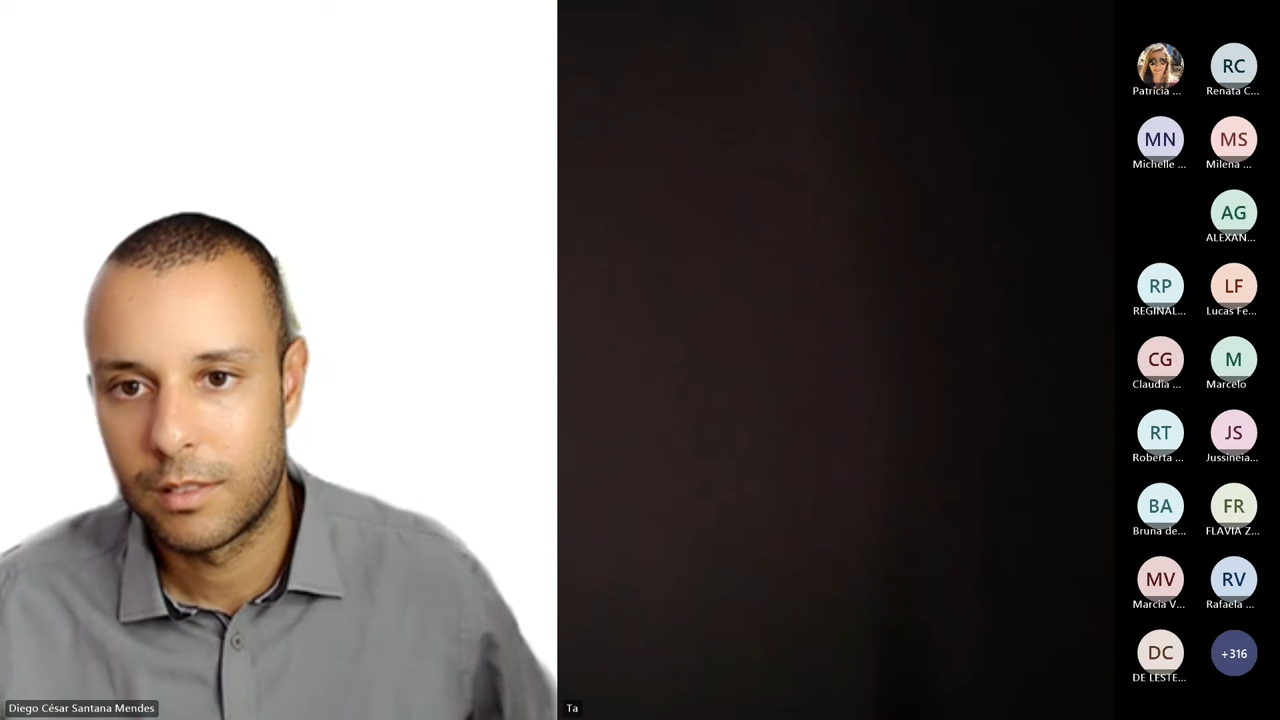 Patricia ...
RC
Renata C...
MN
Michelle ...
MS
Milena ...
AG
ALEXAN...
RP
REGINAL...
LF
Lucas Fe...
CG
Claudia ...
M
Marcelo
RT
Roberta ...
JS
Jussineia...
BA
Bruna de...
FR
FLAVIA Z...
MV
Marcia V...
RV
Rafaela ...
DC
DE LESTE...
+316
Diego César Santana Mendes
Ta